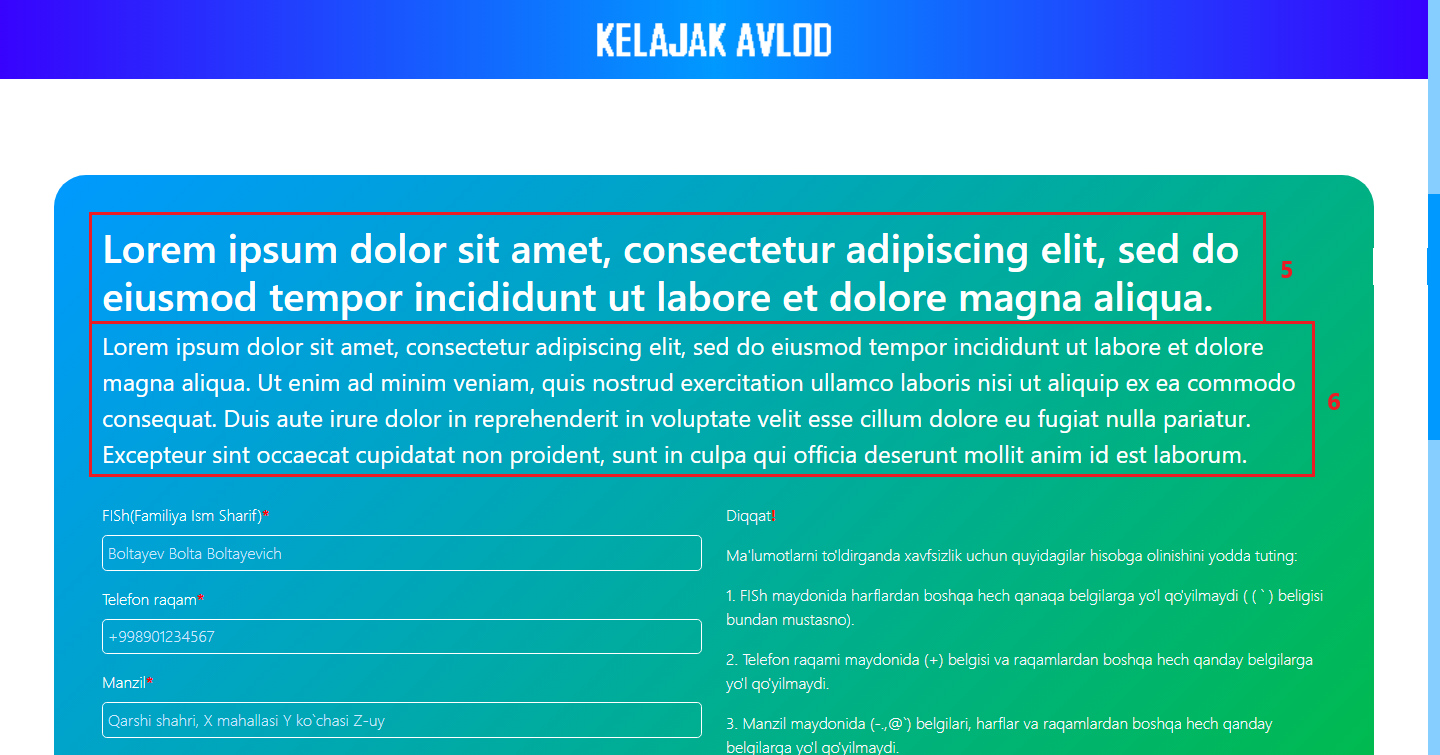 KELAJAK AVLOD
Lorem ipsum dolor sit amet, consectetur adipiscing elit, sed do
eiusmod tempor incididunt ut labore et dolore magna aliqua.
5
Lorem ipsum dolor sit amet, consectetur adipiscing elit, sed do eiusmod tempor incididunt ut labore et dolore
magna aliqua. Ut enim ad minim veniam, quis nostrud exercitation ullamco laboris nisi ut aliquip ex ea commodo
consequat. Duis aute irure dolor in reprehenderit in voluptate velit esse cillum dolore eu fugiat nulla pariatur.
Excepteur sint occaecat cupidatat non proident, sunt in culpa qui officia deserunt mollit anim id est laborum.
6
FISh(Familiya Ism Sharif)*
Boltayev Bolta Boltayevich
Telefon raqam*
+998901234567
Manzil*
Qarshi shahri, X mahallasi Y ko`chasi Z-uy
Diqqat!
Ma'lumotlarni to'ldirganda xavfsizlik uchun quyidagilar hisobga olinishini yodda tuting:
1. FISh maydonida harflardan boshqa hech qanaqa belgilarga yo'l qo'yilmaydi ( ( ` ) beligisi
bundan mustasno).
2. Telefon raqami maydonida (+) belgisi va raqamlardan boshqa hech qanday belgilarga
yo'l qo'yilmaydi.
3. Manzil maydonida (-.,@`) belgilari, harflar va raqamlardan boshqa hech qanday
belgilarga yo'l qo'yilmaydi.